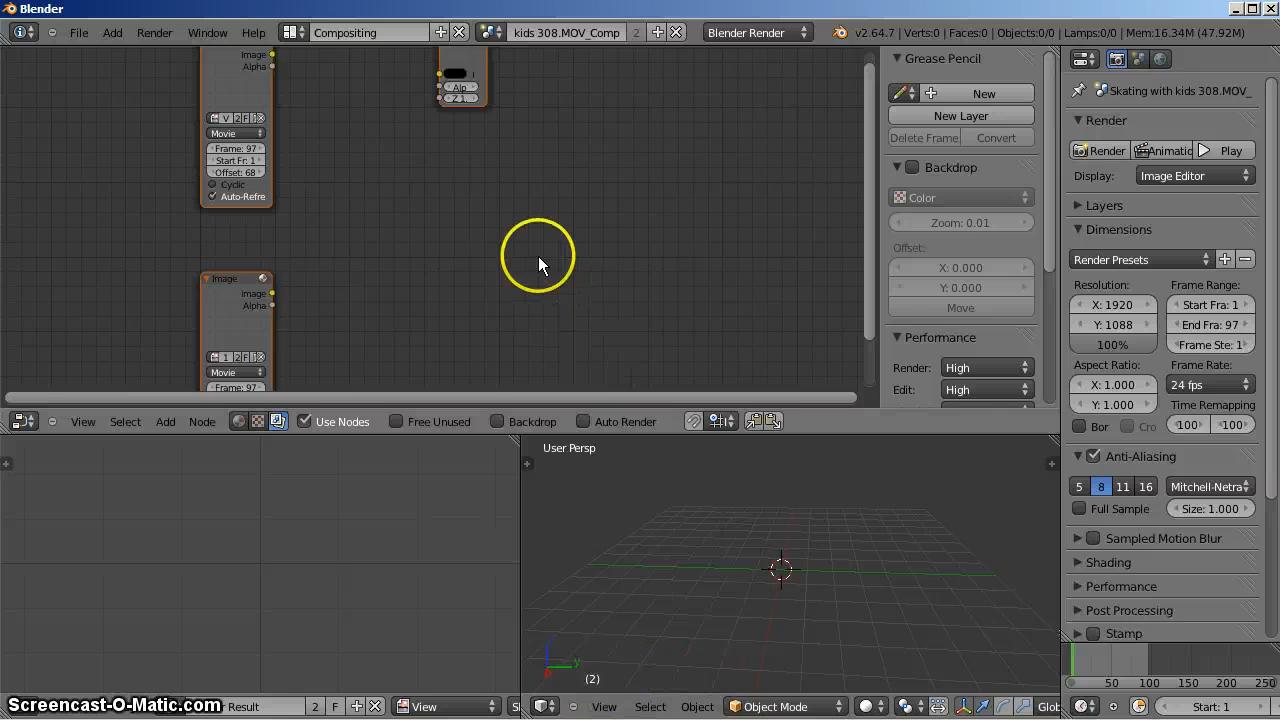 Blender
File Add Render Window Help Compositing kids 308.MOV_Comp 2 Blender Render v2.64.7 | Verts:0 | Faces:0 | Objects:0/0 | Lamps:0/0 | Mem:16.34M (47.92M)
Image
Alpha
V 2 F
Movie
Frame: 97
Start Fr: 1
Offset: 68
Cyclic
Auto-Refre
Alp
Z 1.
Image
Image
Alpha
1 2 F
Movie
Frame: 97
Grease Pencil
New
New Layer
Delete Frame Convert
Backdrop
Color
Zoom: 0.01
Offset:
X: 0.000
Y: 0.000
Move
Performance
Render: High
Edit: High
Skating with kids 308.MOV_
Render
Render Animatic Play
Display: Image Editor
Layers
Dimensions
Render Presets
Resolution: Frame Range:
X: 1920 Start Fra: 1
Y: 1088 End Fra: 97
100% Frame Ste: 1
Aspect Ratio: Frame Rate:
X: 1.000 24 fps
Y: 1.000 Time Remapping
Bor Cro 100 100
Anti-Aliasing
5 8 11 16 Mitchell-Netra
Full Sample Size: 1.000
Sampled Motion Blur
Shading
Performance
Post Processing
Stamp
View Select Add Node Use Nodes Free Unused Backdrop Auto Render
User Persp
y
(2)
0 50 100 150 200 250
Screencast-O-Matic.com
Result 2 F View
View Select Object Object Mode Glob
Start: 1